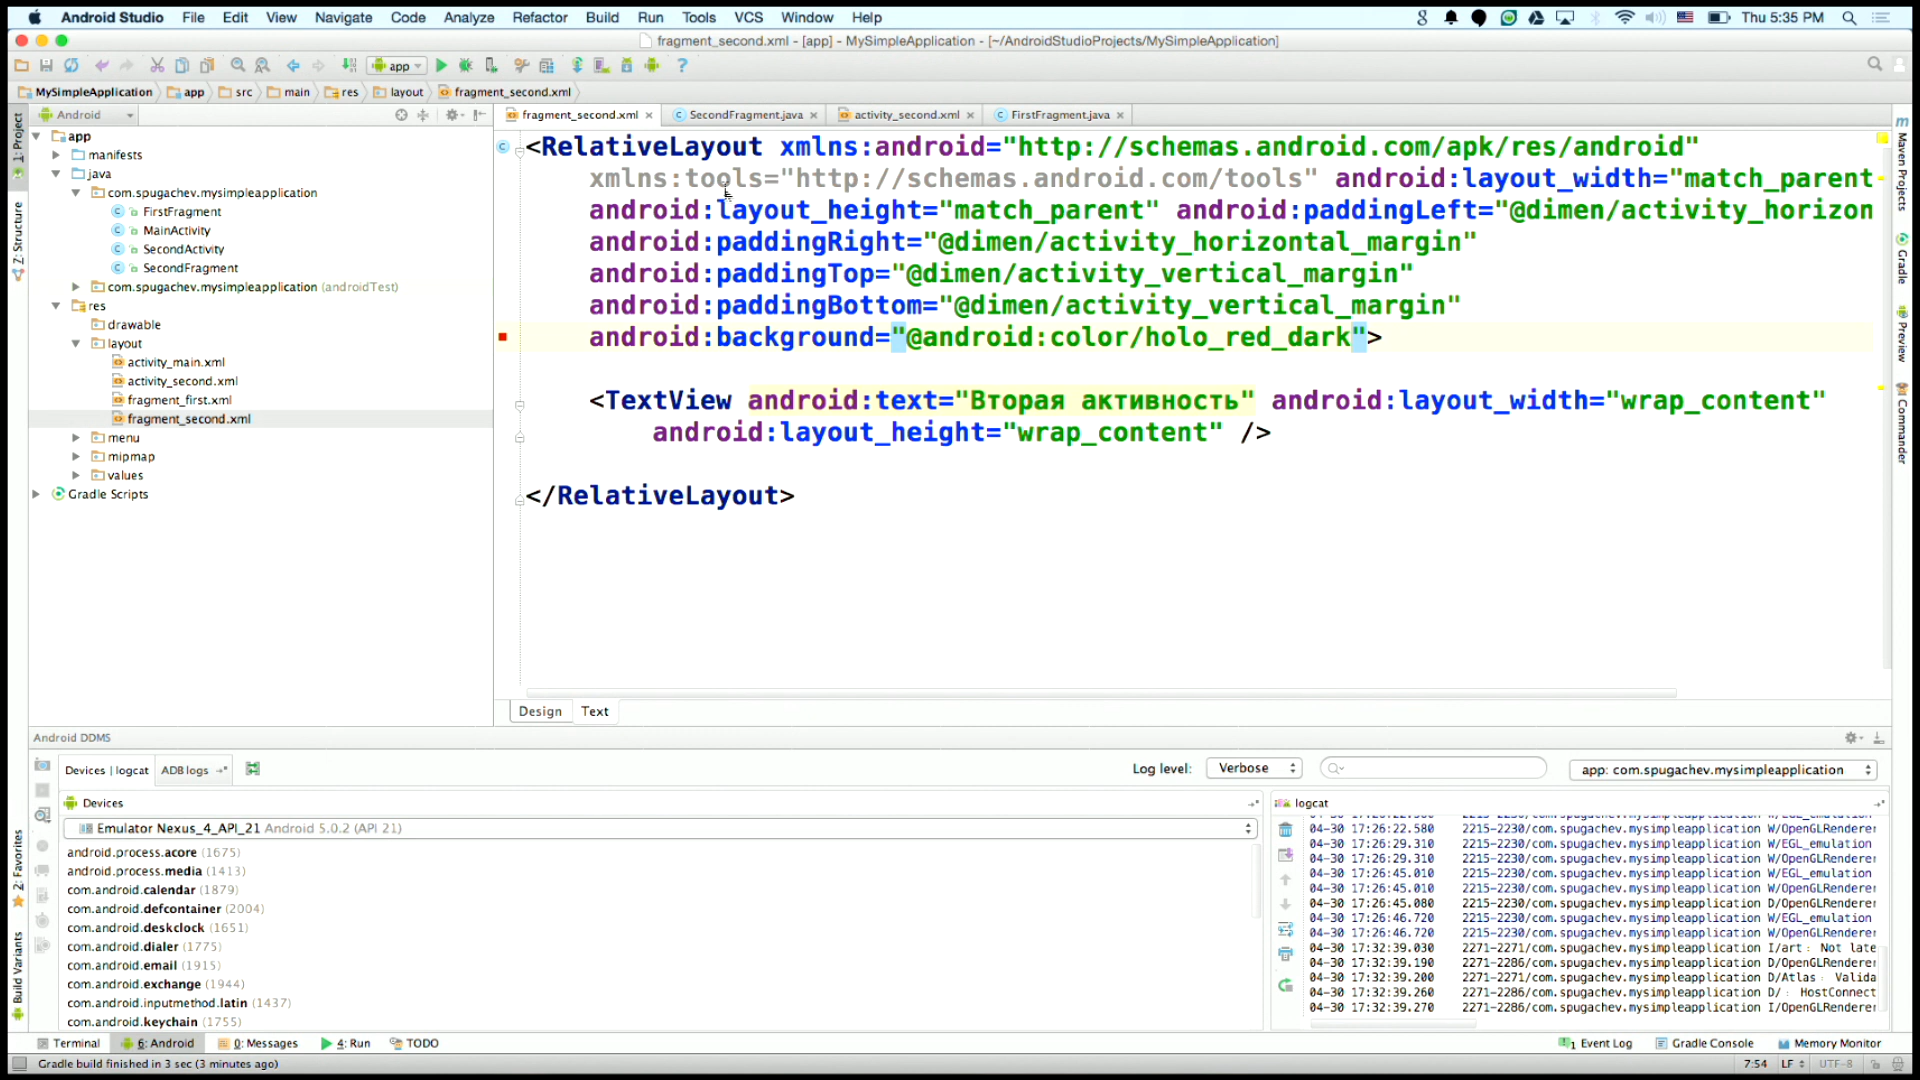 Android Studio File Edit View Navigate Code Analyze Refactor Build Run Tools VCS Window Help Thu 5:35 PM
fragment_second.xml - [app] - MySimpleApplication - [~/AndroidStudioProjects/MySimpleApplication]
app
MySimpleApplication app src main res layout fragment_second.xml
Android
fragment_second.xml SecondFragment.java activity_second.xml FirstFragment.java
1: Project
Z: Structure
2: Favorites
Build Variants
app
manifests
java
com.spugachev.mysimpleapplication
FirstFragment
MainActivity
SecondActivity
SecondFragment
com.spugachev.mysimpleapplication (androidTest)
res
drawable
layout
activity_main.xml
activity_second.xml
fragment_first.xml
fragment_second.xml
menu
mipmap
values
Gradle Scripts
<RelativeLayout xmlns:android="http://schemas.android.com/apk/res/android"
xmlns:tools="http://schemas.android.com/tools" android:layout_width="match_parent
android:layout_height="match_parent" android:paddingLeft="@dimen/activity_horizon
android:paddingRight="@dimen/activity_horizontal_margin"
android:paddingTop="@dimen/activity_vertical_margin"
android:paddingBottom="@dimen/activity_vertical_margin"
android:background="@android:color/holo_red_dark">
<TextView android:text="Вторая активность" android:layout_width="wrap_content"
android:layout_height="wrap_content" />
</RelativeLayout>
Maven Projects
Gradle
Preview
Commander
Design Text
Android DDMS
Devices | logcat ADB logs Log level: Verbose app: com.spugachev.mysimpleapplication
Devices
Emulator Nexus_4_API_21 Android 5.0.2 (API 21)
android.process.acore (1675)
android.process.media (1413)
com.android.calendar (1879)
com.android.defcontainer (2004)
com.android.deskclock (1651)
com.android.dialer (1775)
com.android.email (1915)
com.android.exchange (1944)
com.android.inputmethod.latin (1437)
com.android.keychain (1755)
logcat
04-30 17:26:22.580 2215-2230/com.spugachev.mysimpleapplication W/OpenGLRenderer
04-30 17:26:29.310 2215-2230/com.spugachev.mysimpleapplication W/EGL_emulation
04-30 17:26:29.310 2215-2230/com.spugachev.mysimpleapplication W/OpenGLRenderer
04-30 17:26:45.010 2215-2230/com.spugachev.mysimpleapplication W/EGL_emulation
04-30 17:26:45.010 2215-2230/com.spugachev.mysimpleapplication W/OpenGLRenderer
04-30 17:26:45.080 2215-2230/com.spugachev.mysimpleapplication D/OpenGLRenderer
04-30 17:26:46.720 2215-2230/com.spugachev.mysimpleapplication W/EGL_emulation
04-30 17:26:46.720 2215-2230/com.spugachev.mysimpleapplication W/OpenGLRenderer
04-30 17:32:39.030 2271-2271/com.spugachev.mysimpleapplication I/art: Not late
04-30 17:32:39.190 2271-2286/com.spugachev.mysimpleapplication D/OpenGLRenderer
04-30 17:32:39.200 2271-2271/com.spugachev.mysimpleapplication D/Atlas: Valida
04-30 17:32:39.260 2271-2286/com.spugachev.mysimpleapplication D/: HostConnect
04-30 17:32:39.270 2271-2286/com.spugachev.mysimpleapplication I/OpenGLRenderer
Terminal 6: Android 0: Messages 4: Run TODO 1 Event Log Gradle Console Memory Monitor
Gradle build finished in 3 sec (3 minutes ago) 7:54 LF UTF-8